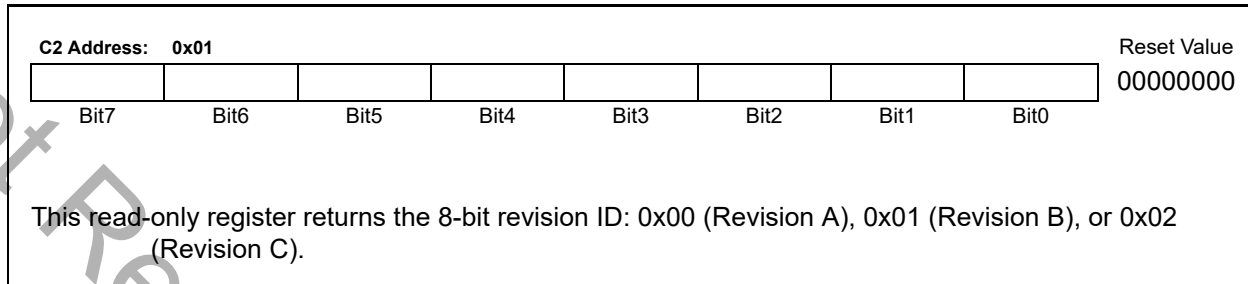 C2 Address: 0x01 Reset Value
00000000
Bit7 Bit6 Bit5 Bit4 Bit3 Bit2 Bit1 Bit0
This read-only register returns the 8-bit revision ID: 0x00 (Revision A), 0x01 (Revision B), or 0x02
(Revision C).